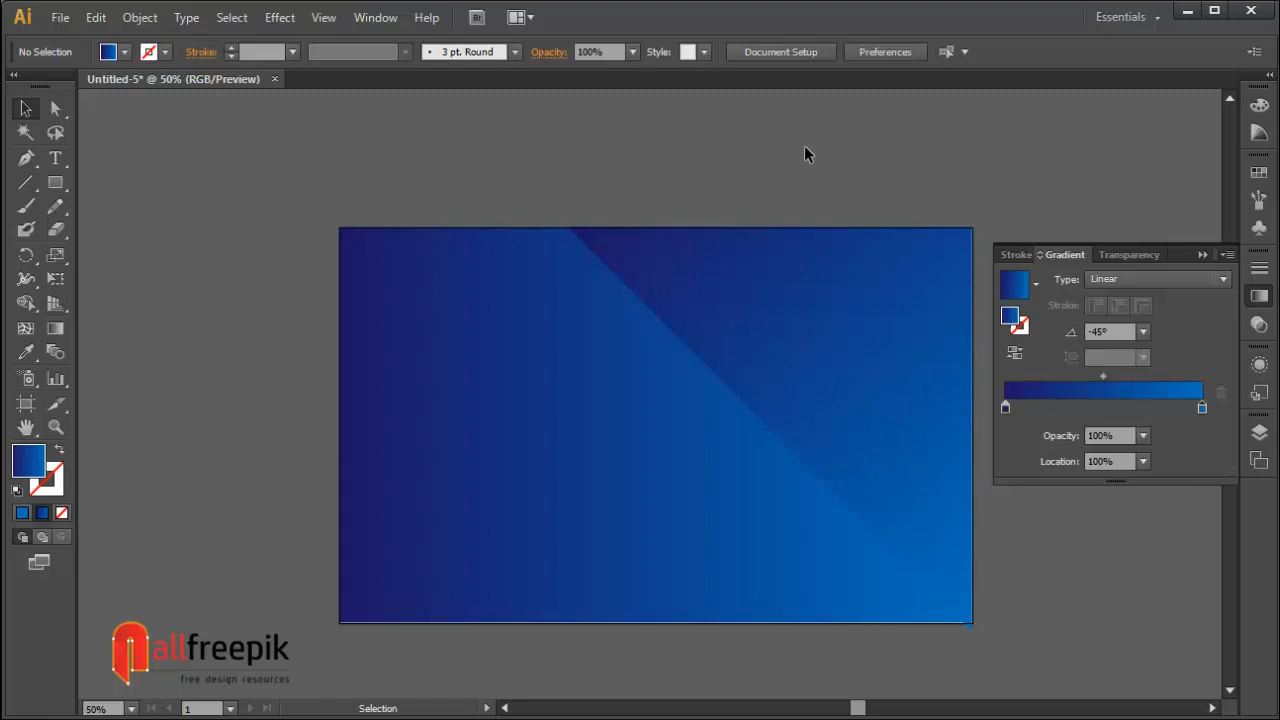 Ai File Edit Object Type Select Effect View Window Help Br Essentials
No Selection Stroke: 3 pt. Round Opacity: 100% Style: Document Setup Preferences
Untitled-5* @ 50% (RGB/Preview)
Stroke Gradient Transparency
Type: Linear
Stroke:
-45°
Opacity: 100%
Location: 100%
allfreepik
free design resources
50% 1 Selection